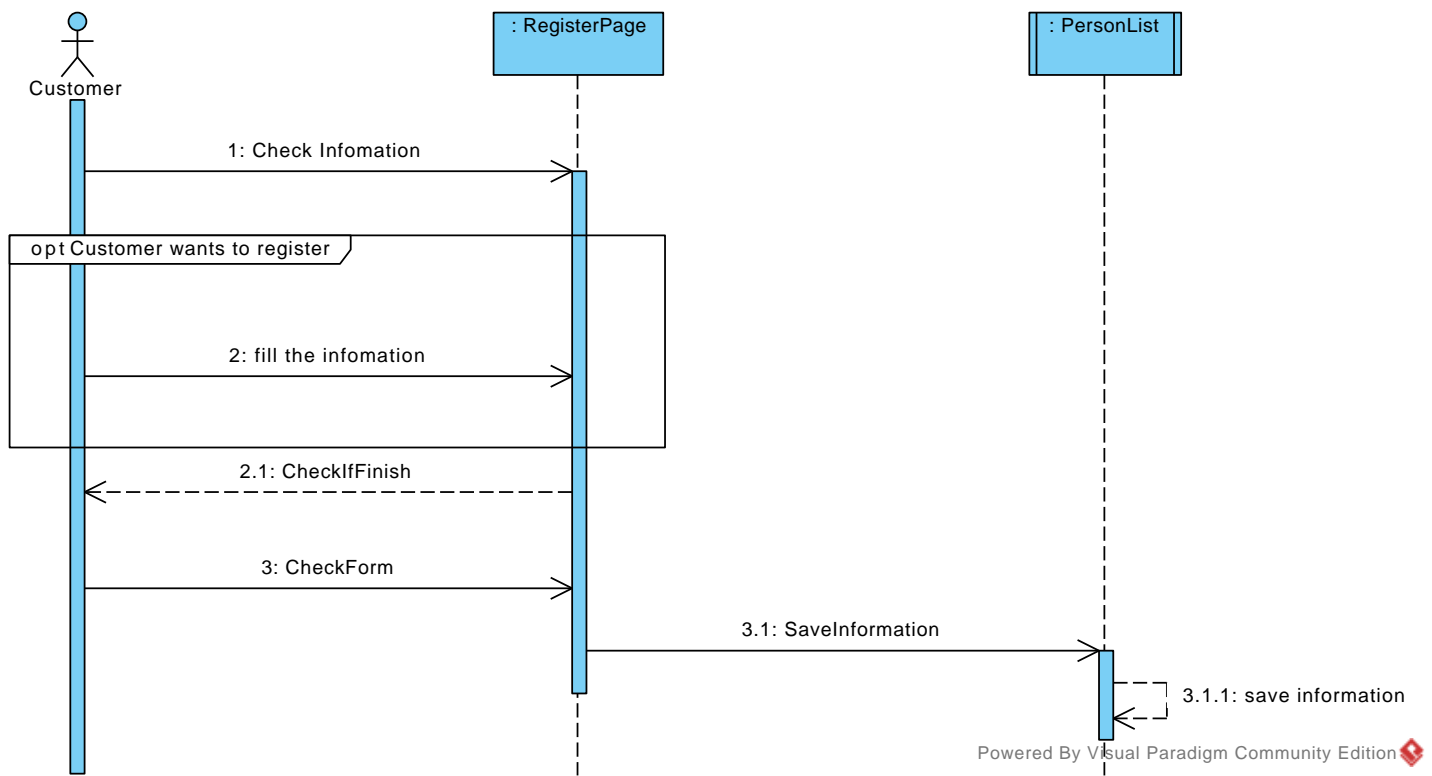 : RegisterPage
: PersonList
Customer
1: Check Infomation
opt Customer wants to register
2: fill the infomation
2.1: CheckIfFinish
3: CheckForm
3.1: SaveInformation
3.1.1: save information
Powered By Visual Paradigm Community Edition